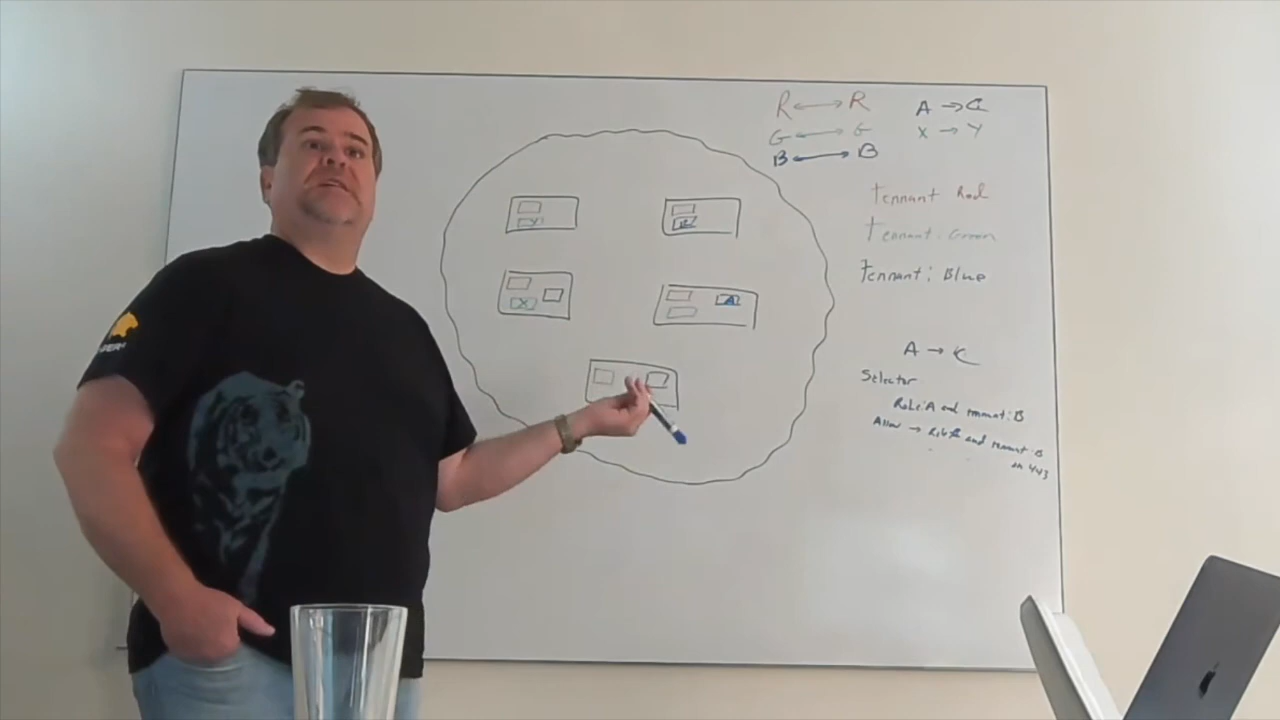 R ↔ R
G ↔ G
B ↔ B
A → C
X → Y
Tennant Red
Tennant: Green
Tennant: Blue
Y
B
X
A
A → C
Selector
Role: A and tennant: B
Allow → Role and tennant: B
on 443